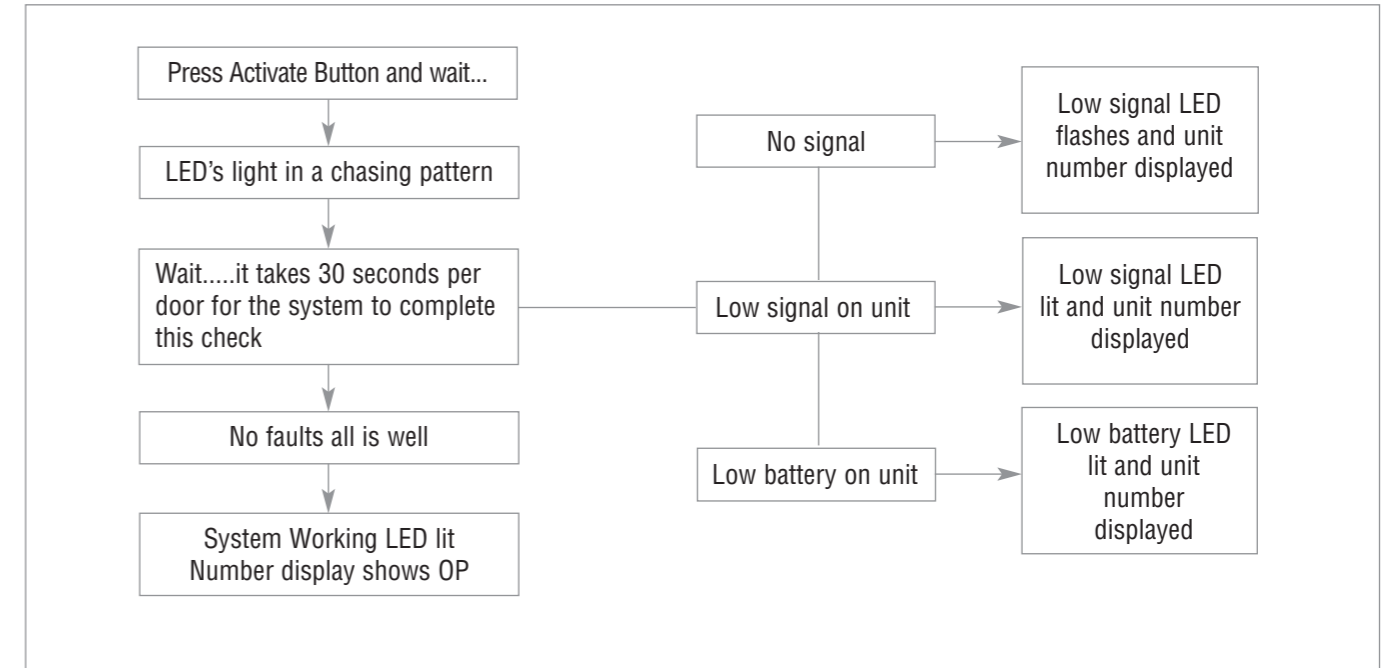 Press Activate Button and wait...
LED’s light in a chasing pattern
Wait.....it takes 30 seconds per
door for the system to complete
this check
No faults all is well
System Working LED lit
Number display shows OP
No signal
Low signal on unit
Low battery on unit
Low signal LED
flashes and unit
number displayed
Low signal LED
lit and unit number
displayed
Low battery LED
lit and unit
number
displayed